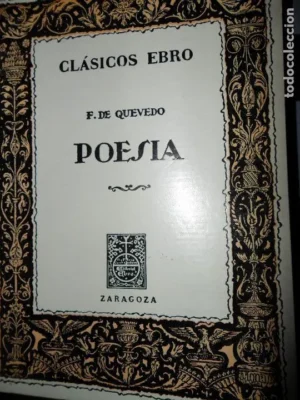 CLÁSICOS EBRO
F. DE QUEVEDO
POESIA
ZARAGOZA
todocoleccion